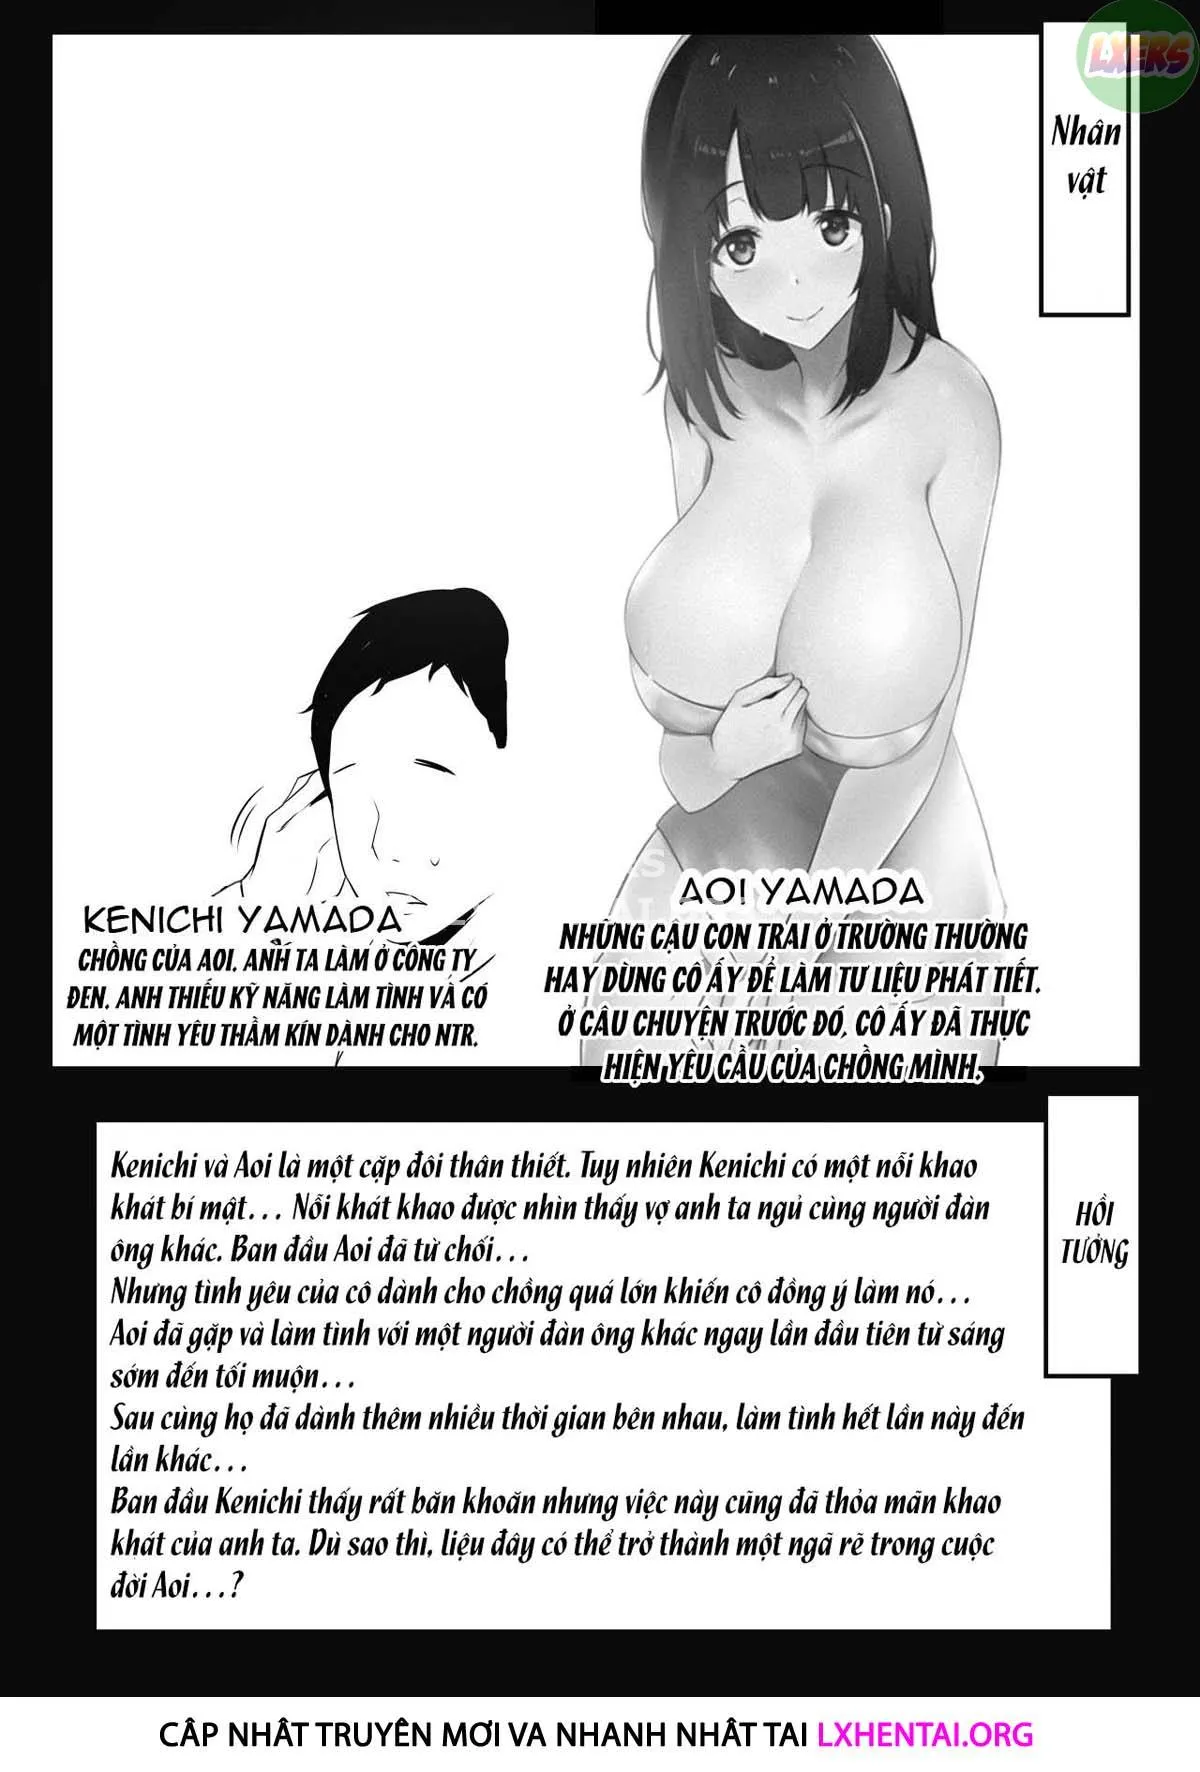 LXERS
Nhân
vật
KENICHI YAMADA
CHỒNG CỦA AOI. ANH TA LÀM Ở CÔNG TY
ĐEN. ANH THIẾU KỸ NĂNG LÀM TÌNH VÀ CÓ
MỘT TÌNH YÊU THẦM KÍN DÀNH CHO NTR.
AOI YAMADA
NHỮNG CẬU CON TRAI Ở TRƯỜNG THƯỜNG
HAY DÙNG CÔ ẤY ĐỂ LÀM TƯ LIỆU PHÁT TIẾT.
Ở CÂU CHUYỆN TRƯỚC ĐÓ, CÔ ẤY ĐÃ THỰC
HIỆN YÊU CẦU CỦA CHỒNG MÌNH.
HỒI
TƯỞNG
Kenichi và Aoi là một cặp đôi thân thiết. Tuy nhiên Kenichi có một nỗi khao
khát bí mật... Nỗi khát khao được nhìn thấy vợ anh ta ngủ cùng người đàn
ông khác. Ban đầu Aoi đã từ chối...
Nhưng tình yêu của cô dành cho chồng quá lớn khiến cô đồng ý làm nó...
Aoi đã gặp và làm tình với một người đàn ông khác ngay lần đầu tiên từ sáng
sớm đến tối muộn...
Sau cùng họ đã dành thêm nhiều thời gian bên nhau, làm tình hết lần này đến
lần khác...
Ban đầu Kenichi thấy rất băn khoăn nhưng việc này cũng đã thỏa mãn khao
khát của anh ta. Dù sao thì, liệu đây có thể trở thành một ngã rẽ trong cuộc
đời Aoi...?
CẬP NHẬT TRUYỆN MỚI VÀ NHANH NHẤT TẠI LXHENTAI.ORG